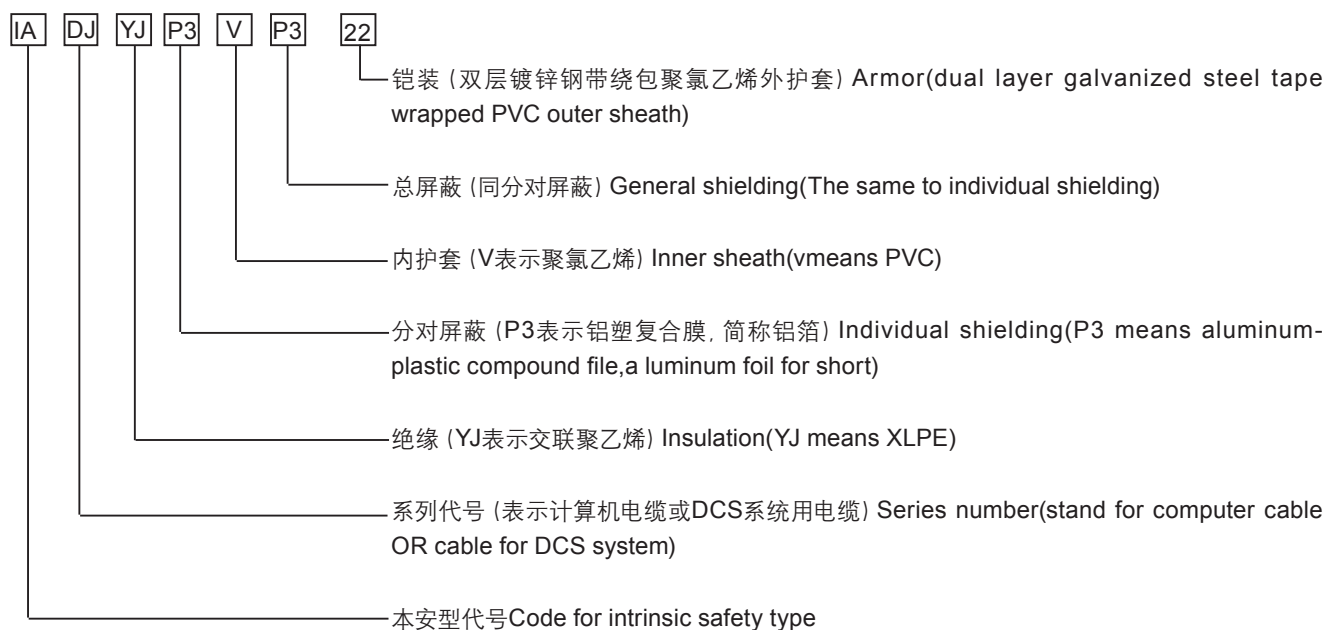 IA DJ YJ P3 V P3 22
铠装 (双层镀锌钢带绕包聚氯乙烯外护套) Armor(dual layer galvanized steel tape
wrapped PVC outer sheath)
总屏蔽 (同分对屏蔽) General shielding(The same to individual shielding)
内护套 (V表示聚氯乙烯) Inner sheath(vmeans PVC)
分对屏蔽 (P3表示铝塑复合膜, 简称铝箔) Individual shielding(P3 means aluminum-
plastic compound file,a luminum foil for short)
绝缘 (YJ表示交联聚乙烯) Insulation(YJ means XLPE)
系列代号 (表示计算机电缆或DCS系统用电缆) Series number(stand for computer cable
OR cable for DCS system)
本安型代号Code for intrinsic safety type